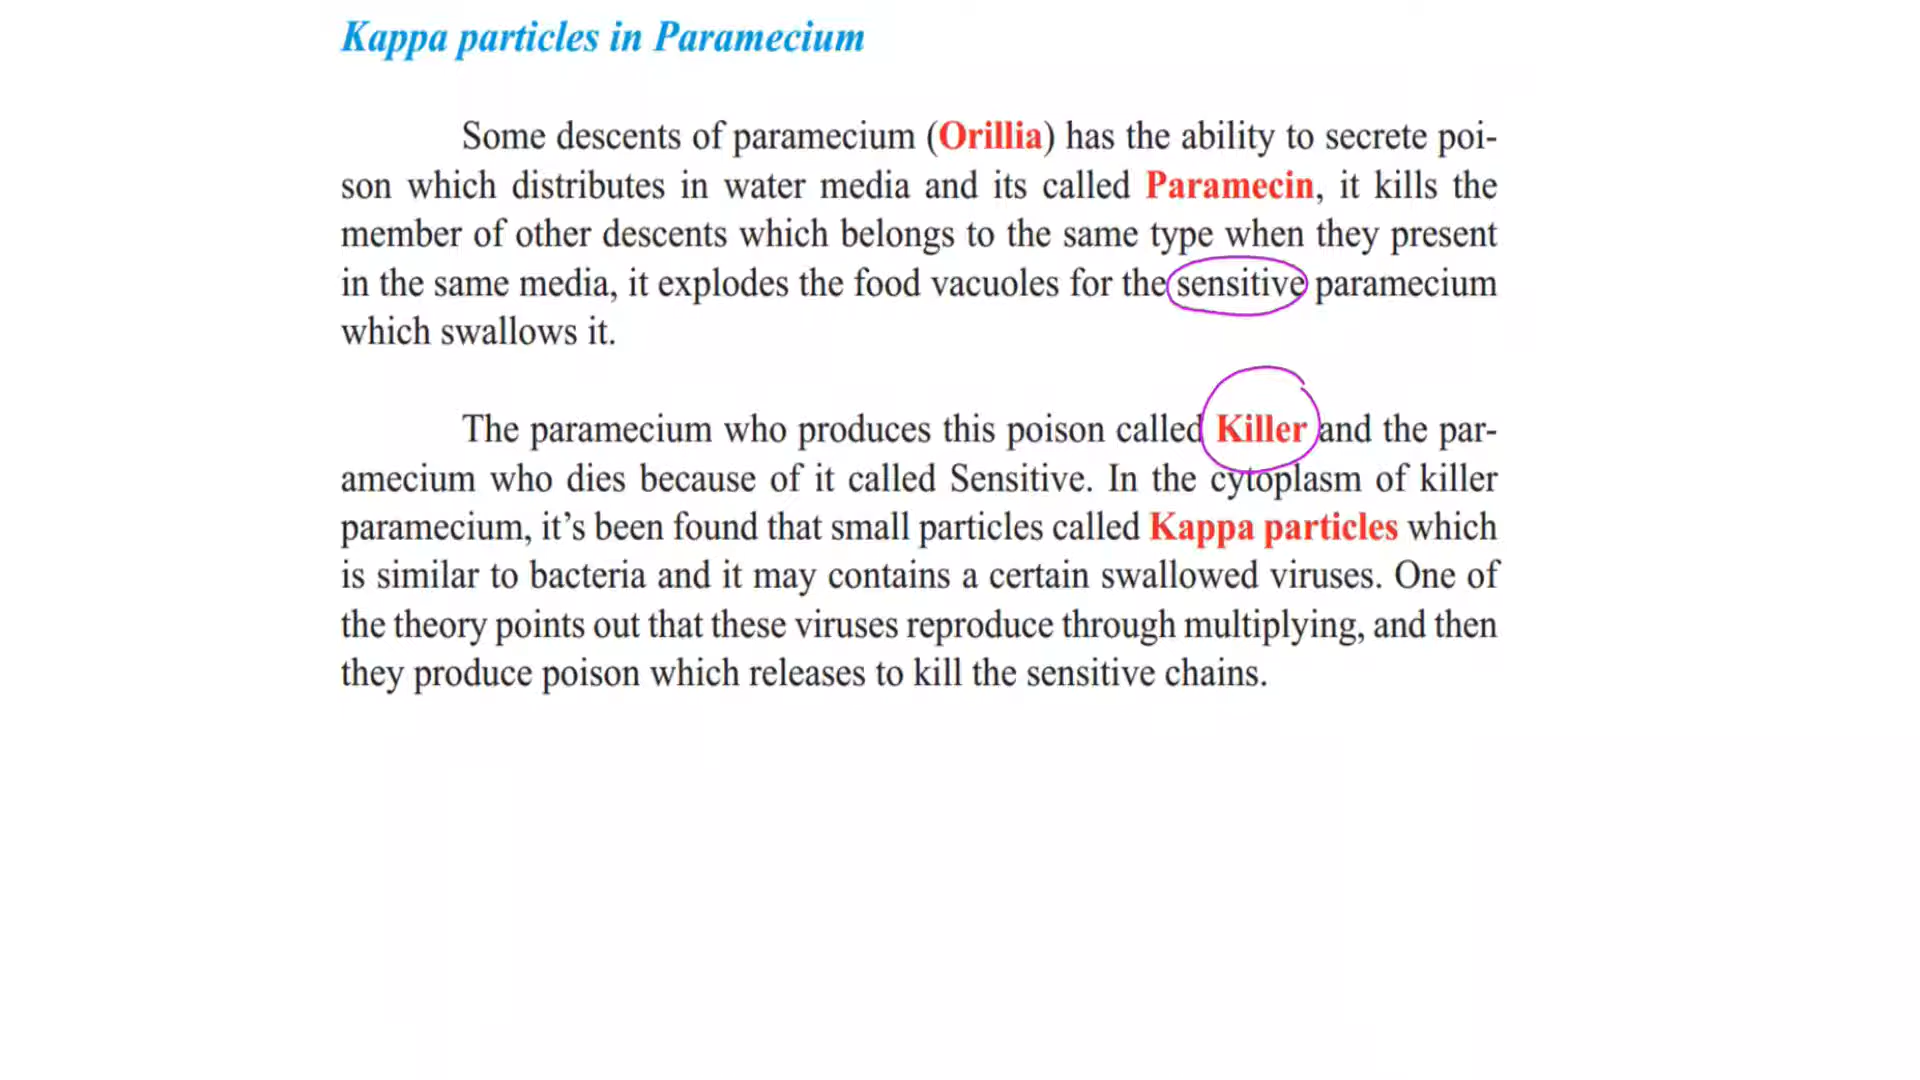 Kappa particles in Paramecium
Some descents of paramecium (Orillia) has the ability to secrete poi-
son which distributes in water media and its called Paramecin, it kills the
member of other descents which belongs to the same type when they present
in the same media, it explodes the food vacuoles for the sensitive paramecium
which swallows it.
The paramecium who produces this poison called Killer and the par-
amecium who dies because of it called Sensitive. In the cytoplasm of killer
paramecium, it’s been found that small particles called Kappa particles which
is similar to bacteria and it may contains a certain swallowed viruses. One of
the theory points out that these viruses reproduce through multiplying, and then
they produce poison which releases to kill the sensitive chains.